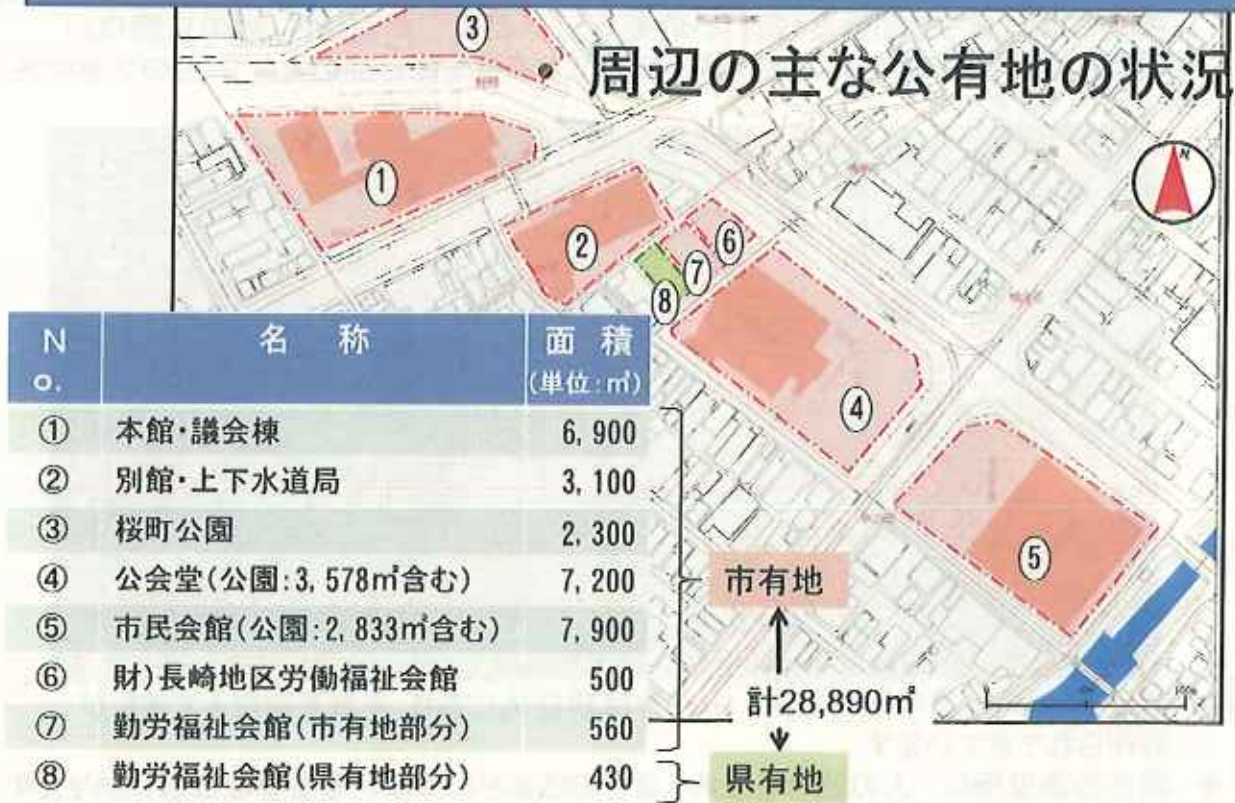 周辺の主な公有地の状況
③
N
①
②
⑥
⑦
⑧
④
⑤
No. 名 称 面 積 (単位:㎡)
① 本館・議会棟 6,900
② 別館・上下水道局 3,100
③ 桜町公園 2,300
④ 公会堂(公園:3,578㎡含む) 7,200
⑤ 市民会館(公園:2,833㎡含む) 7,900
⑥ 財)長崎地区労働福祉会館 500
⑦ 勤労福祉会館(市有地部分) 560
⑧ 勤労福祉会館(県有地部分) 430
市有地
計28,890㎡
県有地